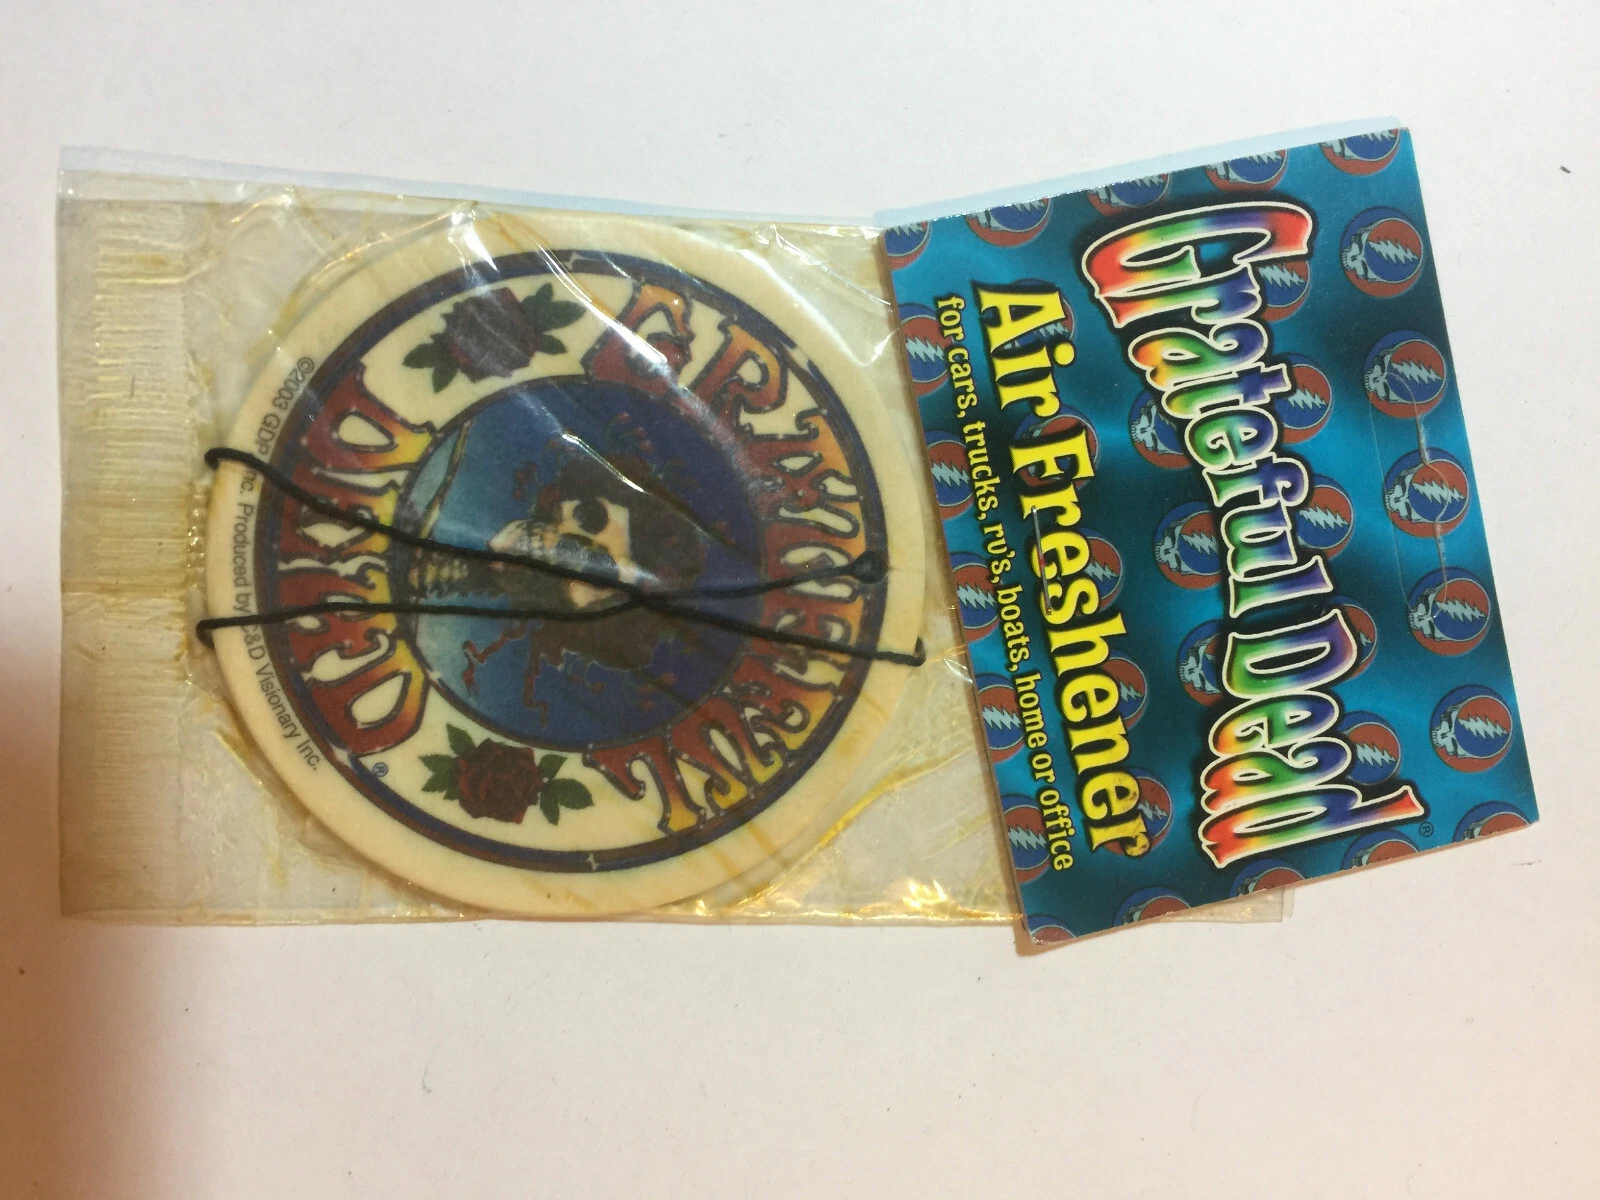 Grateful Dead®
Air Freshener
for cars, trucks, rv's, boats, home or office
GRATEFUL
DEAD®
©2003 GDP, Inc. Produced by C&D Visionary Inc.